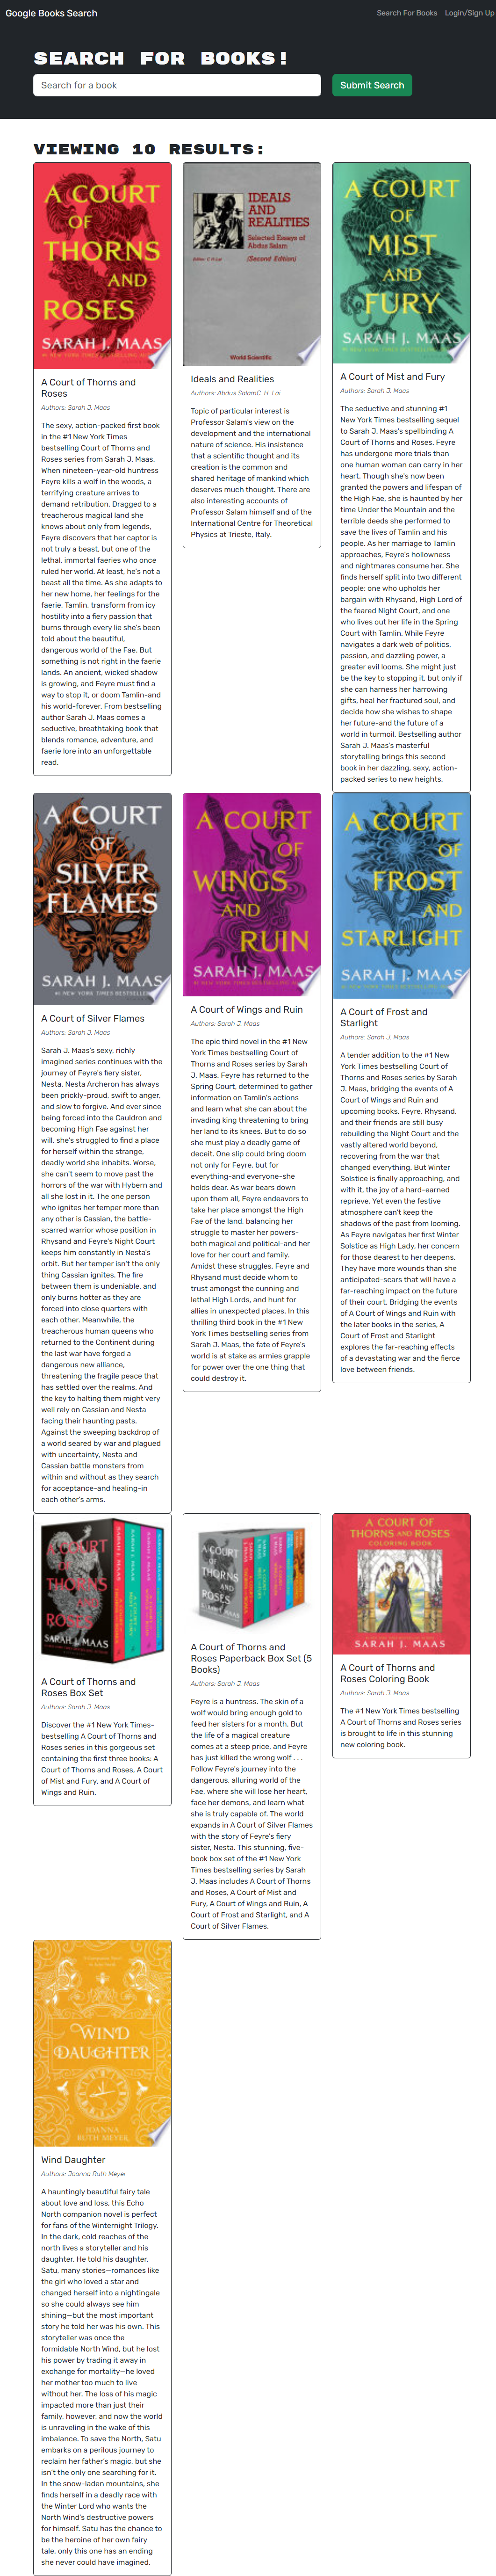 Google Books Search
Search For Books Login/Sign Up
SEARCH FOR BOOKS!
Search for a book
Submit Search
VIEWING 10 RESULTS:
A COURT
OF
THORNS
AND
ROSES
SARAH J. MAAS
#1 NEW YORK TIMES BESTSELLING
A Court of Thorns and
Roses
Authors: Sarah J. Maas
The sexy, action-packed first book
in the #1 New York Times
bestselling Court of Thorns and
Roses series from Sarah J. Maas.
When nineteen-year-old huntress
Feyre kills a wolf in the woods, a
terrifying creature arrives to
demand retribution. Dragged to a
treacherous magical land she
knows about only from legends,
Feyre discovers that her captor is
not truly a beast, but one of the
lethal, immortal faeries who once
ruled her world. At least, he's not a
beast all the time. As she adapts to
her new home, her feelings for the
faerie, Tamlin, transform from icy
hostility into a fiery passion that
burns through every lie she's been
told about the beautiful,
dangerous world of the Fae. But
something is not right in the faerie
lands. An ancient, wicked shadow
is growing, and Feyre must find a
way to stop it, or doom Tamlin-and
his world-forever. From bestselling
author Sarah J. Maas comes a
seductive, breathtaking book that
blends romance, adventure, and
faerie lore into an unforgettable
read.
IDEALS
AND
REALITIES
Selected Essays of
Abdus Salam
Editor: C H Lai (Second Edition)
World Scientific
Ideals and Realities
Authors: Abdus SalamC. H. Lai
Topic of particular interest is
Professor Salam's view on the
development and the international
nature of science. His insistence
that a scientific thought and its
creation is the common and
shared heritage of mankind which
deserves much thought. There are
also interesting accounts of
Professor Salam himself and of the
International Centre for Theoretical
Physics at Trieste, Italy.
A COURT
OF
MIST
AND
FURY
SARAH J. MAAS
A Court of Mist and Fury
Authors: Sarah J. Maas
The seductive and stunning #1
New York Times bestselling sequel
to Sarah J. Maas's spellbinding A
Court of Thorns and Roses. Feyre
has undergone more trials than
one human woman can carry in her
heart. Though she's now been
granted the powers and lifespan of
the High Fae, she is haunted by her
time Under the Mountain and the
terrible deeds she performed to
save the lives of Tamlin and his
people. As her marriage to Tamlin
approaches, Feyre's hollowness
and nightmares consume her. She
finds herself split into two different
people: one who upholds her
bargain with Rhysand, High Lord of
the feared Night Court, and one
who lives out her life in the Spring
Court with Tamlin. While Feyre
navigates a dark web of politics,
passion, and dazzling power, a
greater evil looms. She might just
be the key to stopping it, but only if
she can harness her harrowing
gifts, heal her fractured soul, and
decide how she wishes to shape
her future-and the future of a
world in turmoil. Bestselling author
Sarah J. Maas's masterful
storytelling brings this second
book in her dazzling, sexy, action-
packed series to new heights.
A COURT
OF
SILVER
FLAMES
SARAH J. MAAS
#1 NEW YORK TIMES BESTSELLER
A Court of Silver Flames
Authors: Sarah J. Maas
Sarah J. Maas's sexy, richly
imagined series continues with the
journey of Feyre's fiery sister,
Nesta. Nesta Archeron has always
been prickly-proud, swift to anger,
and slow to forgive. And ever since
being forced into the Cauldron and
becoming High Fae against her
will, she's struggled to find a place
for herself within the strange,
deadly world she inhabits. Worse,
she can't seem to move past the
horrors of the war with Hybern and
all she lost in it. The one person
who ignites her temper more than
any other is Cassian, the battle-
scarred warrior whose position in
Rhysand and Feyre's Night Court
keeps him constantly in Nesta's
orbit. But her temper isn't the only
thing Cassian ignites. The fire
between them is undeniable, and
only burns hotter as they are
forced into close quarters with
each other. Meanwhile, the
treacherous human queens who
returned to the Continent during
the last war have forged a
dangerous new alliance,
threatening the fragile peace that
has settled over the realms. And
the key to halting them might very
well rely on Cassian and Nesta
facing their haunting pasts.
Against the sweeping backdrop of
a world seared by war and plagued
with uncertainty, Nesta and
Cassian battle monsters from
within and without as they search
for acceptance-and healing-in
each other's arms.
A COURT
OF
WINGS
AND
RUIN
SARAH J. MAAS
A Court of Wings and Ruin
Authors: Sarah J. Maas
The epic third novel in the #1 New
York Times bestselling Court of
Thorns and Roses series by Sarah
J. Maas. Feyre has returned to the
Spring Court, determined to gather
information on Tamlin's actions
and learn what she can about the
invading king threatening to bring
her land to its knees. But to do so
she must play a deadly game of
deceit. One slip could bring doom
not only for Feyre, but for
everything-and everyone-she
holds dear. As war bears down
upon them all, Feyre endeavors to
take her place amongst the High
Fae of the land, balancing her
struggle to master her powers-
both magical and political-and her
love for her court and family.
Amidst these struggles, Feyre and
Rhysand must decide whom to
trust amongst the cunning and
lethal High Lords, and hunt for
allies in unexpected places. In this
thrilling third book in the #1 New
York Times bestselling series from
Sarah J. Maas, the fate of Feyre's
world is at stake as armies grapple
for power over the one thing that
could destroy it.
A COURT
OF
FROST
AND
STARLIGHT
SARAH J. MAAS
A Court of Frost and
Starlight
Authors: Sarah J. Maas
A tender addition to the #1 New
York Times bestselling Court of
Thorns and Roses series by Sarah
J. Maas, bridging the events of A
Court of Wings and Ruin and
upcoming books. Feyre, Rhysand,
and their friends are still busy
rebuilding the Night Court and the
vastly altered world beyond,
recovering from the war that
changed everything. But Winter
Solstice is finally approaching, and
with it, the joy of a hard-earned
reprieve. Yet even the festive
atmosphere can't keep the
shadows of the past from looming.
As Feyre navigates her first Winter
Solstice as High Lady, her concern
for those dearest to her deepens.
They have more wounds than she
anticipated-scars that will have a
far-reaching impact on the future
of their court. Bridging the events
of A Court of Wings and Ruin with
the later books in the series, A
Court of Frost and Starlight
explores the far-reaching effects
of a devastating war and the fierce
love between friends.
A COURT
OF
THORNS
AND
ROSES
SARAH J. MAAS
A Court of Thorns and
Roses Box Set
Authors: Sarah J. Maas
Discover the #1 New York Times-
bestselling A Court of Thorns and
Roses series in this gorgeous set
containing the first three books: A
Court of Thorns and Roses, A Court
of Mist and Fury, and A Court of
Wings and Ruin.
A COURT
OF
THORNS
AND
ROSES
SARAH J. MAAS
A Court of Thorns and
Roses Paperback Box Set (5
Books)
Authors: Sarah J. Maas
Feyre is a huntress. The skin of a
wolf would bring enough gold to
feed her sisters for a month. But
the life of a magical creature
comes at a steep price, and Feyre
has just killed the wrong wolf . . .
Follow Feyre's journey into the
dangerous, alluring world of the
Fae, where she will lose her heart,
face her demons, and learn what
she is truly capable of. The world
expands in A Court of Silver Flames
with the story of Feyre's fiery
sister, Nesta. This stunning, five-
book box set of the #1 New York
Times bestselling series by Sarah
J. Maas includes A Court of Thorns
and Roses, A Court of Mist and
Fury, A Court of Wings and Ruin, A
Court of Frost and Starlight, and A
Court of Silver Flames.
A COURT OF
THORNS AND ROSES
COLORING BOOK
SARAH J. MAAS
A Court of Thorns and
Roses Coloring Book
Authors: Sarah J. Maas
The #1 New York Times bestselling
A Court of Thorns and Roses series
is brought to life in this stunning
new coloring book.
WIND
DAUGHTER
JOANNA
RUTH MEYER
Wind Daughter
Authors: Joanna Ruth Meyer
A hauntingly beautiful fairy tale
about love and loss, this Echo
North companion novel is perfect
for fans of the Winternight Trilogy.
In the dark, cold reaches of the
north lives a storyteller and his
daughter. He told his daughter,
Satu, many stories—romances like
the girl who loved a star and
changed herself into a nightingale
so she could always see him
shining—but the most important
story he told her was his own. This
storyteller was once the
formidable North Wind, but he lost
his power by trading it away in
exchange for mortality—he loved
her mother too much to live
without her. The loss of his magic
impacted more than just their
family, however, and now the world
is unraveling in the wake of this
imbalance. To save the North, Satu
embarks on a perilous journey to
reclaim her father's magic, but she
isn't the only one searching for it.
In the snow-laden mountains, she
finds herself in a deadly race with
the Winter Lord who wants the
North Wind's destructive powers
for himself. Satu has the chance to
be the heroine of her own fairy
tale, only this one has an ending
she never could have imagined.